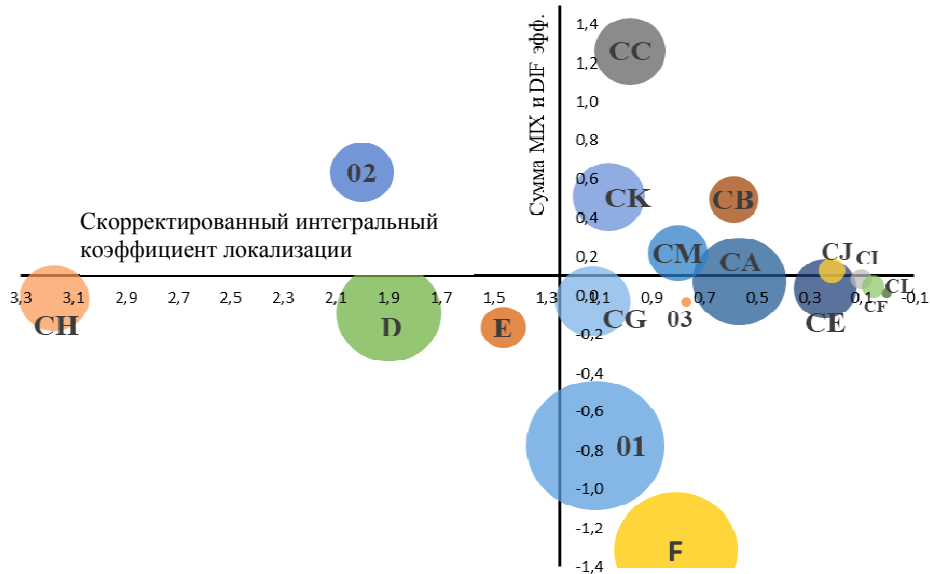 Сумма MIX и DIF эфф.
1,4
CC
1,2
1,0
0,8
02
0,6
CK
CB
Скорректированный интегральный
0,4
коэффициент локализации
0,2
CM
CA
CJ
CI
CL
3,3
3,1
2,9
2,7
2,5
2,3
2,1
1,9
1,7
1,5
1,3
0,0
1,1
0,9
0,7
0,5
0,3
0,1
-0,1
CF
CH
D
E
-0,2
CG
03
CE
-0,4
-0,6
01
-0,8
-1,0
-1,2
F
-1,4